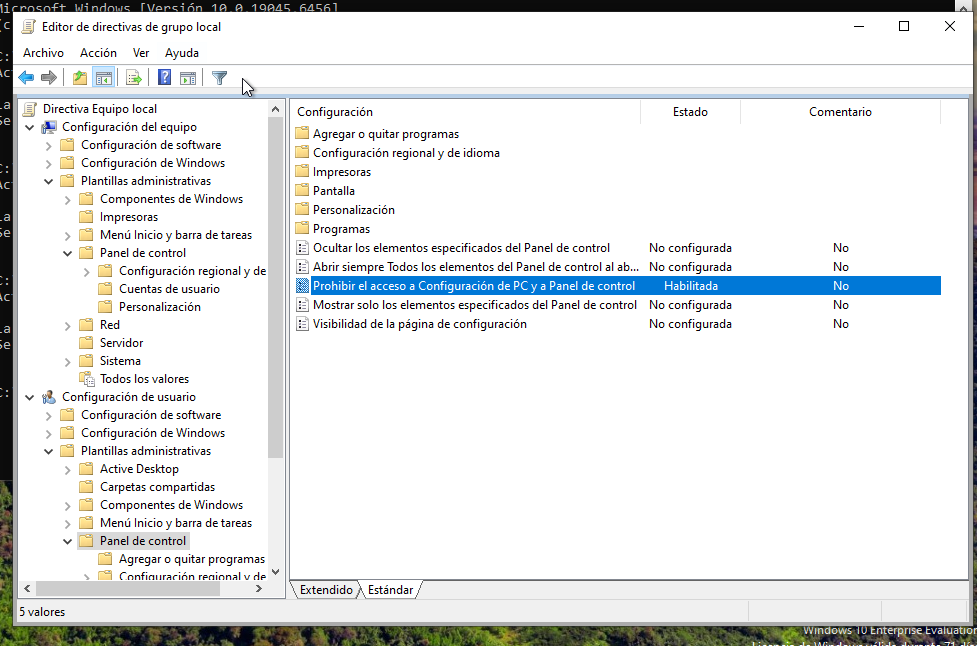 Microsoft Windows [Versión 10.0.19045.6456]
(c
Editor de directivas de grupo local
Archivo Acción Ver Ayuda
Directiva Equipo local
Configuración del equipo
Configuración de software
Configuración de Windows
Plantillas administrativas
Componentes de Windows
Impresoras
Menú Inicio y barra de tareas
Panel de control
Configuración regional y de
Cuentas de usuario
Personalización
Red
Servidor
Sistema
Todos los valores
Configuración de usuario
Configuración de software
Configuración de Windows
Plantillas administrativas
Active Desktop
Carpetas compartidas
Componentes de Windows
Menú Inicio y barra de tareas
Panel de control
Agregar o quitar programas
Configuración regional y de
Configuración Estado Comentario
Agregar o quitar programas
Configuración regional y de idioma
Impresoras
Pantalla
Personalización
Programas
Ocultar los elementos especificados del Panel de control No configurada No
Abrir siempre Todos los elementos del Panel de control al ab... No configurada No
Prohibir el acceso a Configuración de PC y a Panel de control Habilitada No
Mostrar solo los elementos especificados del Panel de control No configurada No
Visibilidad de la página de configuración No configurada No
Extendido Estándar
5 valores
Windows 10 Enterprise Evaluation
Licencia de Windows válida durante 71